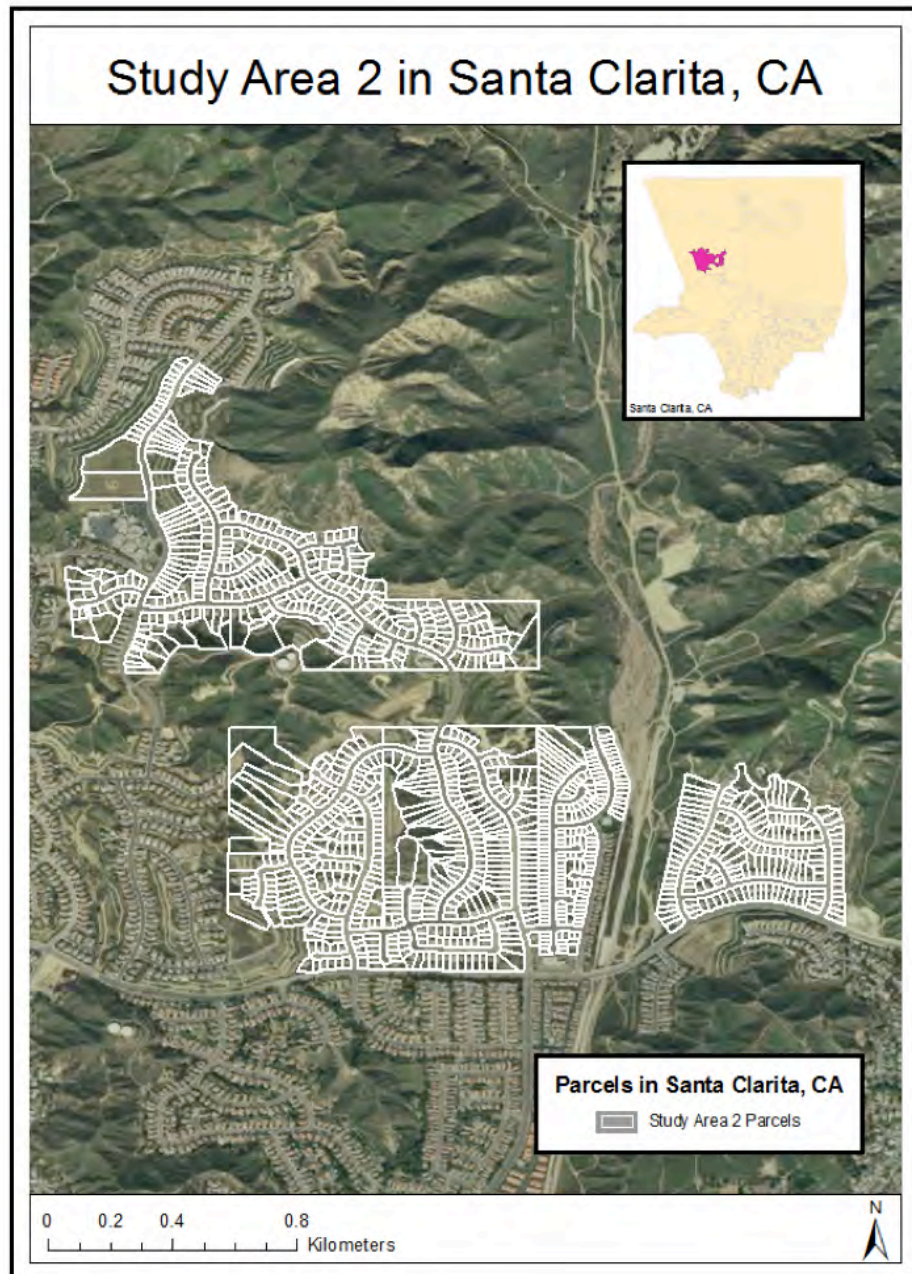 Study Area 2 in Santa Clarita, CA
Santa Clarita, CA
Parcels in Santa Clarita, CA
Study Area 2 Parcels
0 0.2 0.4 0.8
Kilometers
N